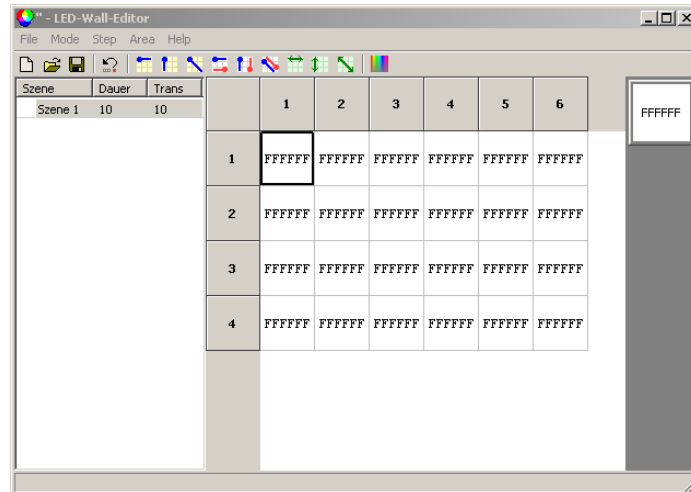 " - LED-Wall-Editor
File Mode Step Area Help
Szene Dauer Trans
Szene 1 10 10
1 2 3 4 5 6
1 FFFFFF FFFFFF FFFFFF FFFFFF FFFFFF FFFFFF
2 FFFFFF FFFFFF FFFFFF FFFFFF FFFFFF FFFFFF
3 FFFFFF FFFFFF FFFFFF FFFFFF FFFFFF FFFFFF
4 FFFFFF FFFFFF FFFFFF FFFFFF FFFFFF FFFFFF
FFFFFF